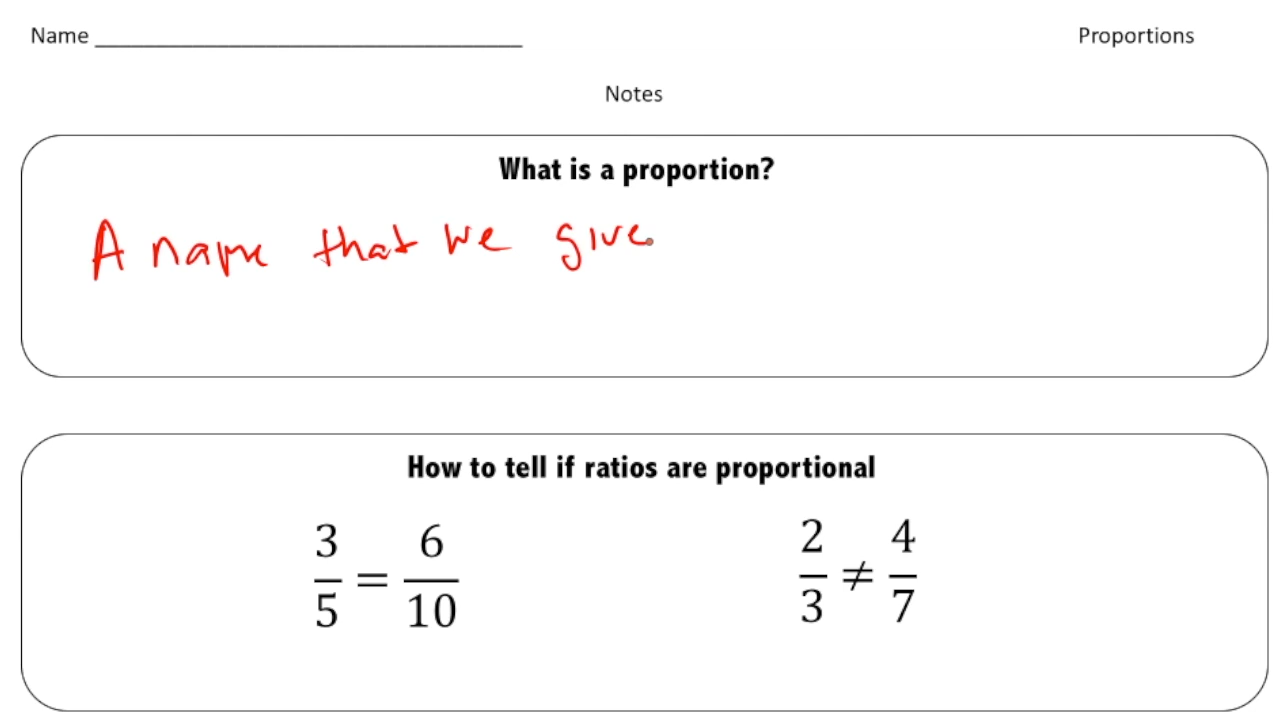 Name ___________________________________ Proportions
Notes
What is a proportion?
A name that we give
How to tell if ratios are proportional
3/5 = 6/10 2/3 ≠ 4/7